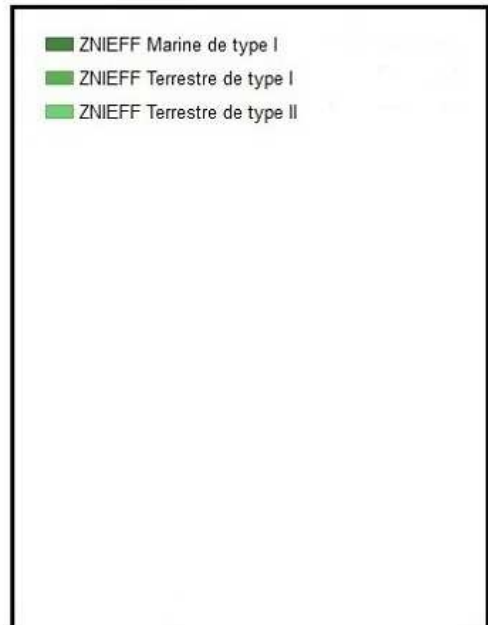 ZNIEFF Marine de type I
ZNIEFF Terrestre de type I
ZNIEFF Terrestre de type II